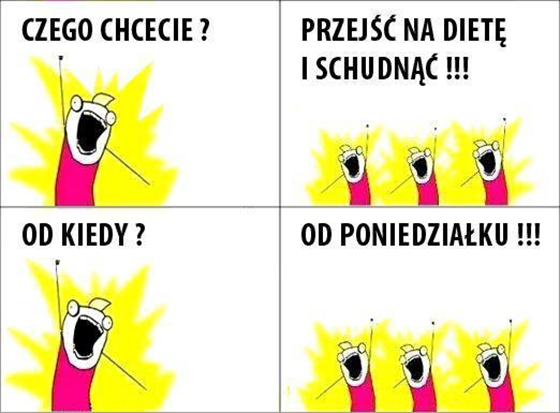 CZEGO CHCECIE ?
PRZEJŚĆ NA DIETĘ
I SCHUDNĄĆ !!!
OD KIEDY ?
OD PONIEDZIAŁKU !!!